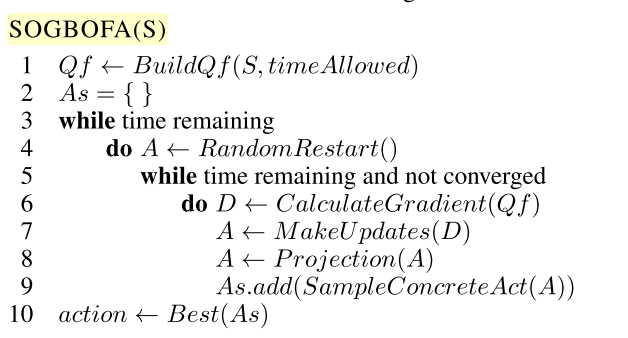 SOGBOFA(S)
1 Qf ← BuildQf(S, timeAllowed)
2 As = { }
3 while time remaining
4 do A ← RandomRestart()
5 while time remaining and not converged
6 do D ← CalculateGradient(Qf)
7 A ← MakeUpdates(D)
8 A ← Projection(A)
9 As.add(SampleConcreteAct(A))
10 action ← Best(As)